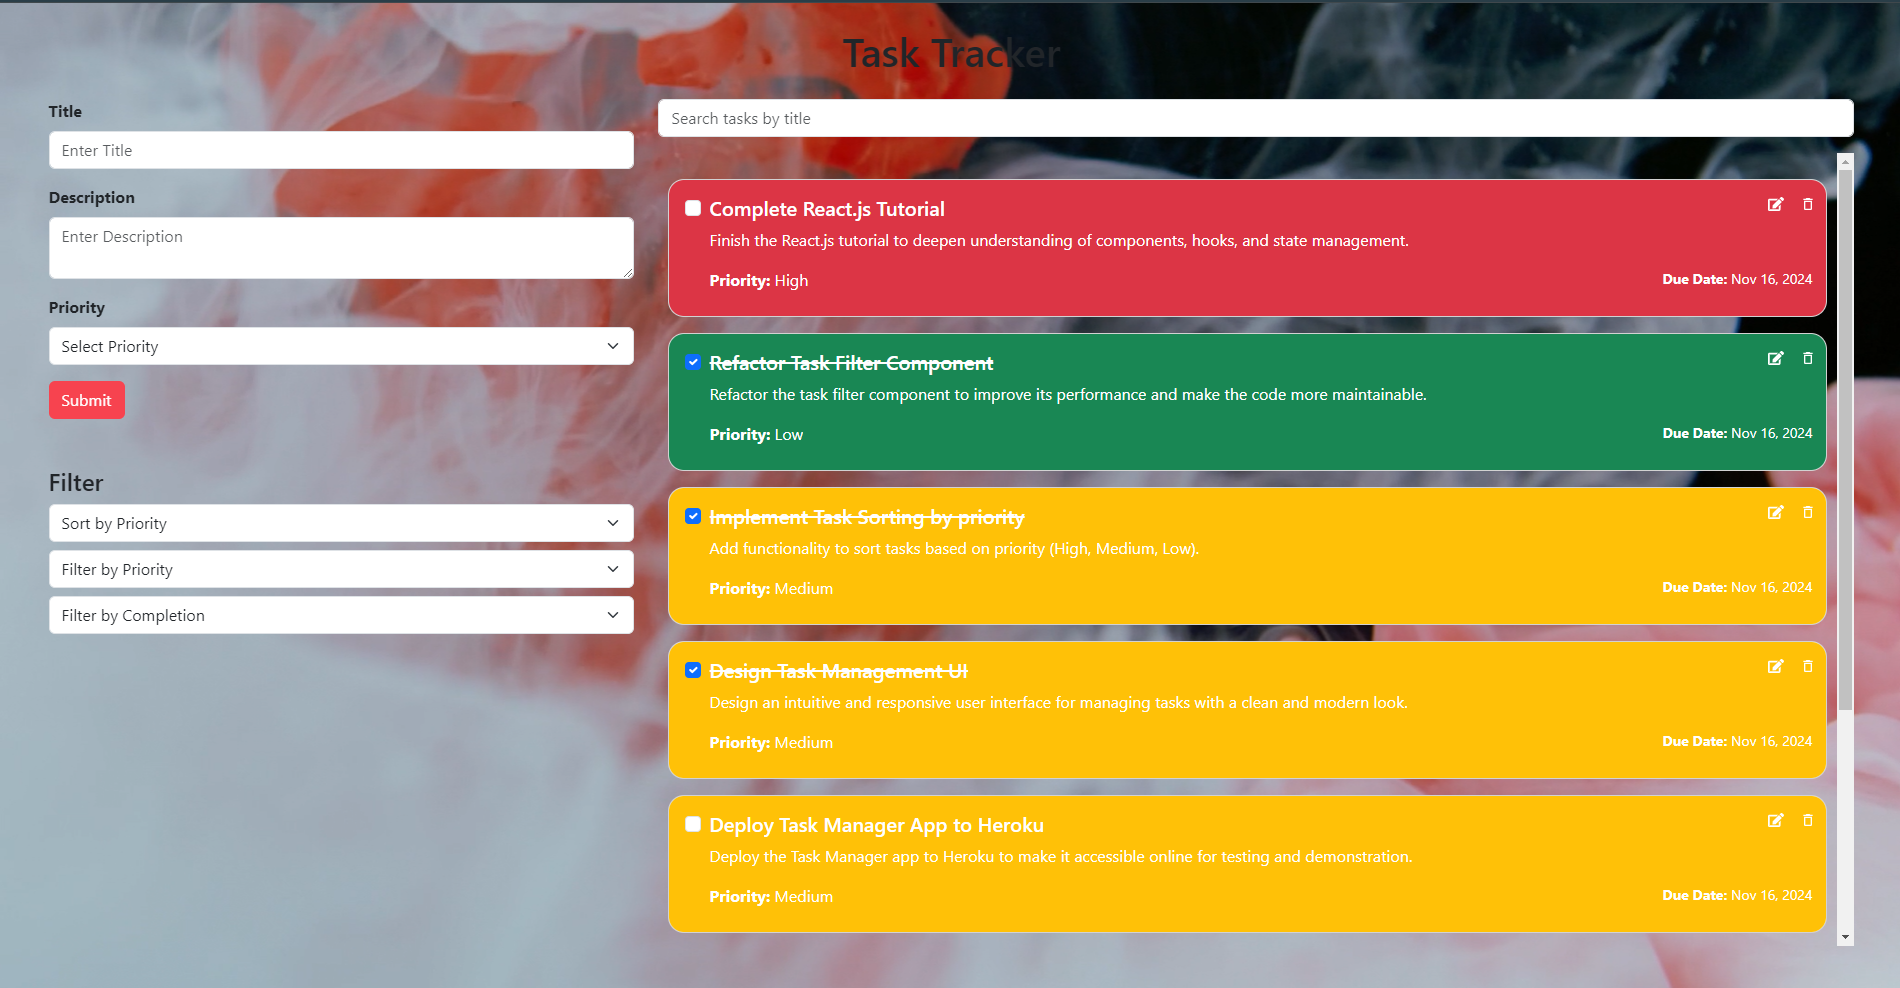 Task Tracker
Title
Enter Title
Description
Enter Description
Priority
Select Priority
Submit
Filter
Sort by Priority
Filter by Priority
Filter by Completion
Search tasks by title
Complete React.js Tutorial
Finish the React.js tutorial to deepen understanding of components, hooks, and state management.
Priority: High
Due Date: Nov 16, 2024
Refactor Task Filter Component
Refactor the task filter component to improve its performance and make the code more maintainable.
Priority: Low
Due Date: Nov 16, 2024
Implement Task Sorting by priority
Add functionality to sort tasks based on priority (High, Medium, Low).
Priority: Medium
Due Date: Nov 16, 2024
Design Task Management UI
Design an intuitive and responsive user interface for managing tasks with a clean and modern look.
Priority: Medium
Due Date: Nov 16, 2024
Deploy Task Manager App to Heroku
Deploy the Task Manager app to Heroku to make it accessible online for testing and demonstration.
Priority: Medium
Due Date: Nov 16, 2024